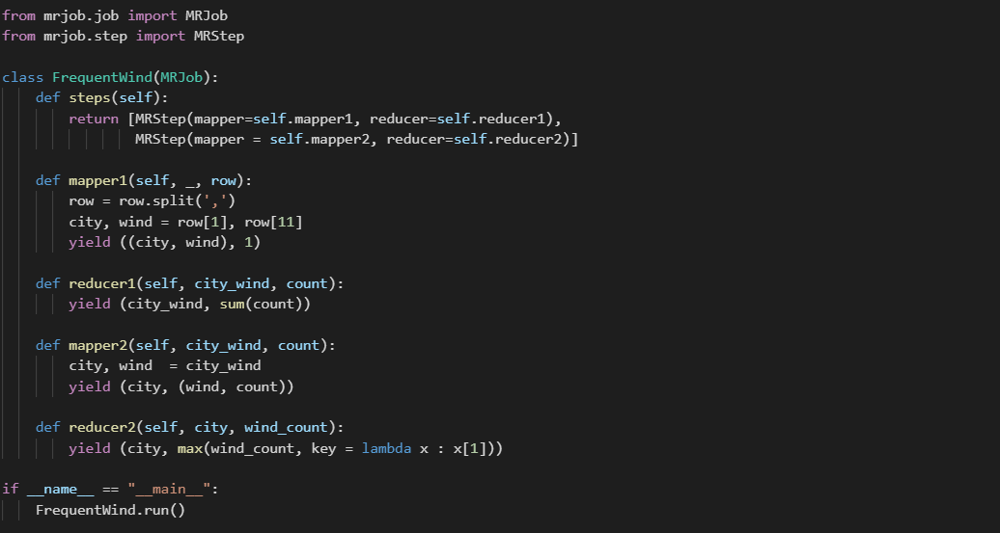 from mrjob.job import MRJob
from mrjob.step import MRStep

class FrequentWind(MRJob):
    def steps(self):
        return [MRStep(mapper=self.mapper1, reducer=self.reducer1),
                MRStep(mapper = self.mapper2, reducer=self.reducer2)]

    def mapper1(self, _, row):
        row = row.split(',')
        city, wind = row[1], row[11]
        yield ((city, wind), 1)

    def reducer1(self, city_wind, count):
        yield (city_wind, sum(count))

    def mapper2(self, city_wind, count):
        city, wind  = city_wind
        yield (city, (wind, count))

    def reducer2(self, city, wind_count):
        yield (city, max(wind_count, key = lambda x : x[1]))

if __name__ == "__main__":
    FrequentWind.run()